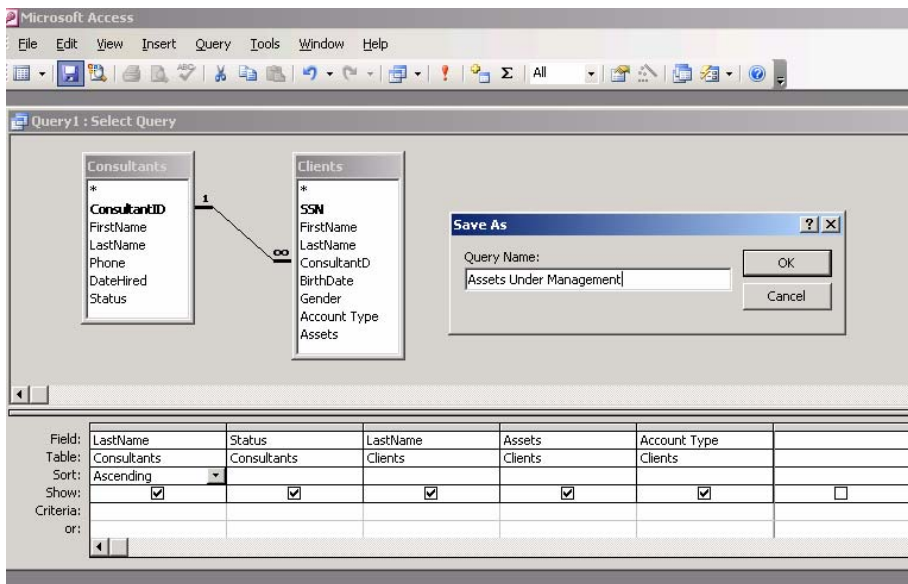 Microsoft Access
File Edit View Insert Query Tools Window Help
All
Query1 : Select Query
Consultants
*
ConsultantID
FirstName
LastName
Phone
DateHired
Status
1
∞
Clients
*
SSN
FirstName
LastName
ConsultantD
BirthDate
Gender
Account Type
Assets
Save As
Query Name:
Assets Under Management
OK
Cancel
Field: LastName Status LastName Assets Account Type
Table: Consultants Consultants Clients Clients Clients
Sort: Ascending
Show:
Criteria:
or: